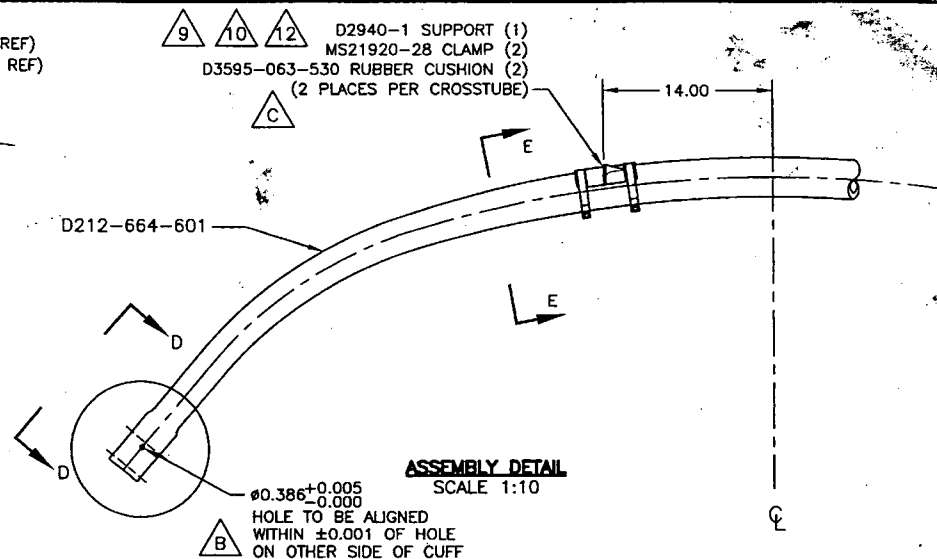 REF)
REF)
9 10 12
D2940-1 SUPPORT (1)
MS21920-28 CLAMP (2)
D3595-063-530 RUBBER CUSHION (2)
(2 PLACES PER CROSSTUBE)
C
14.00
E
D212-664-601
E
D
D
ASSEMBLY DETAIL
SCALE 1:10
⌀0.386 +0.005 -0.000
HOLE TO BE ALIGNED
WITHIN ±0.001 OF HOLE
ON OTHER SIDE OF CUFF
B
℄